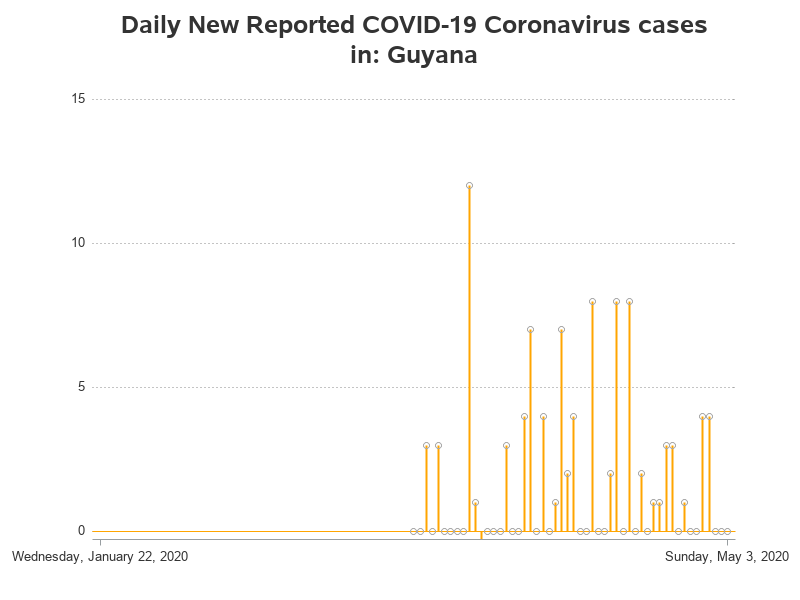 Daily New Reported COVID-19 Coronavirus cases
in: Guyana
15
10
5
0
Wednesday, January 22, 2020
Sunday, May 3, 2020